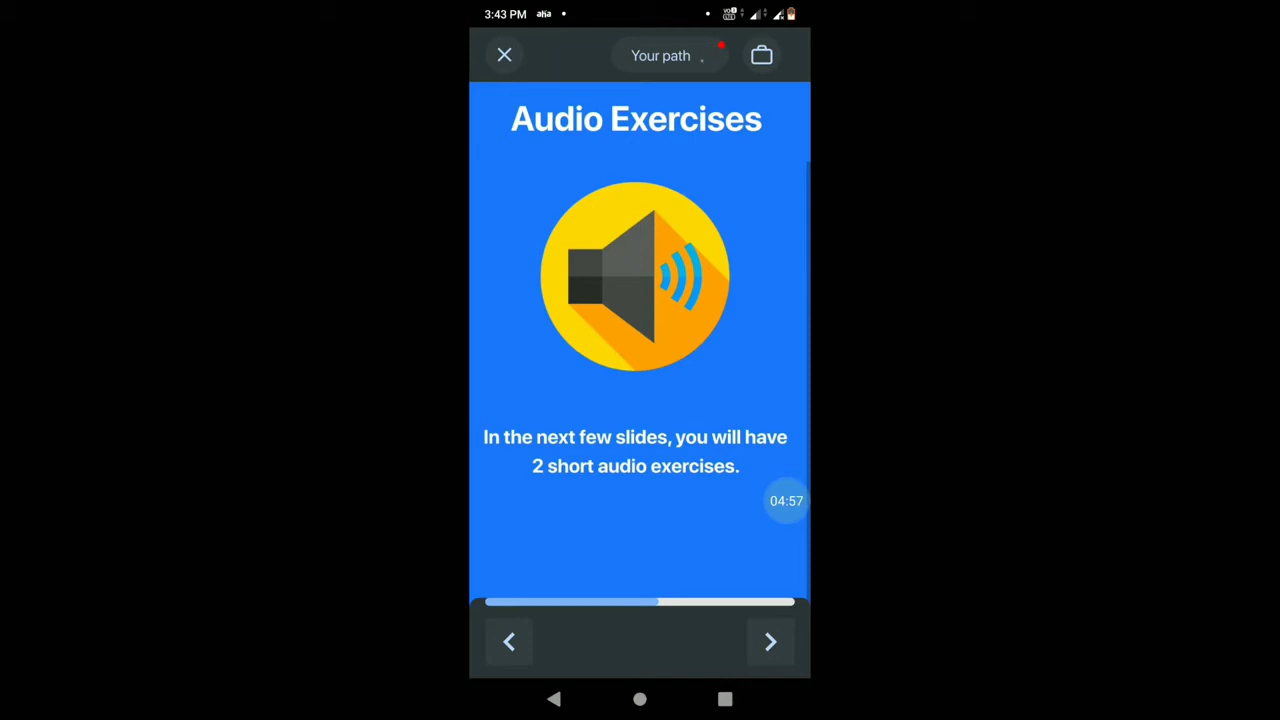 3:43 PM aha
Your path
Audio Exercises
In the next few slides, you will have
2 short audio exercises.
04:57